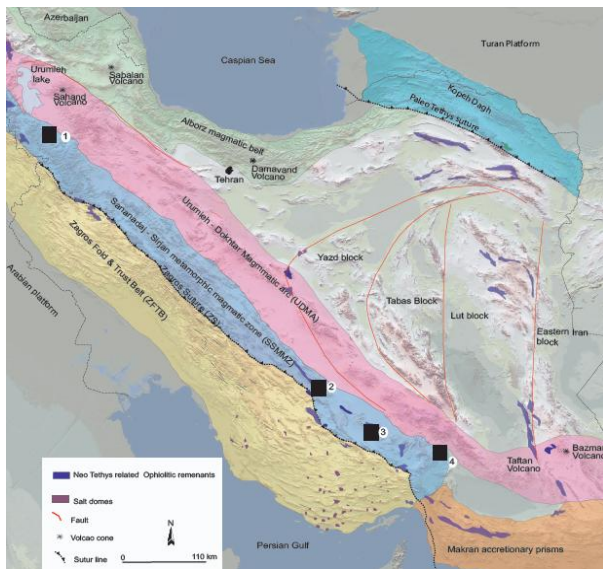 Azerbaijan
Turan Platform
Caspian Sea
Urumieh
lake
Sabalan
Volcano
Sahand
Volcano
Kopeh Dagh
Paleo Tethys suture
1
Alborz magmatic belt
Damavand
Volcano
Tehran
Urumieh - Dokhtar Magmmatic arc (UDMA)
Sananadaj - Sirjan metamorphic magmatic zone (SSMMZ)
Zagros Suture (ZS)
Zagros Fold & Trust Belt (ZFTB)
Arabian platform
Yazd block
Tabas Block
Lut block
Eastern Iran
block
2
3
4
Bazman
Volcano
Taftan
Volcano
Neo Tethys related Ophiolitic remenants
Salt domes
Fault
Volcao cone
Sutur line
N
0 110 km
Persian Gulf
Makran accretionary prisms